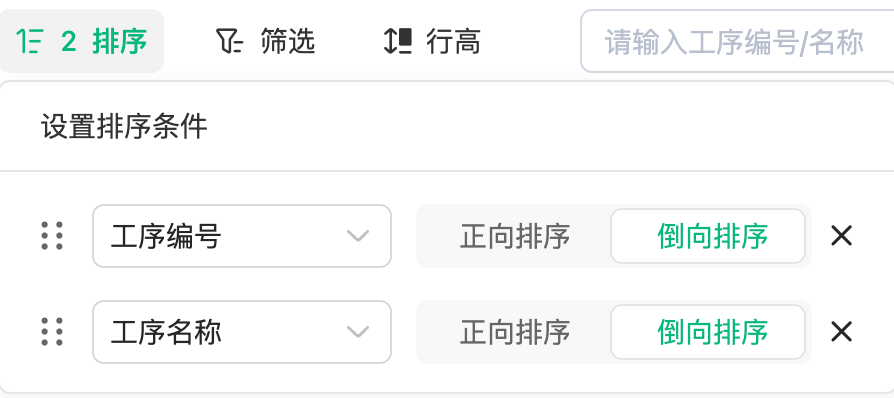 2 排序 筛选 行高 请输入工序编号/名称
设置排序条件
工序编号 正向排序 倒向排序
工序名称 正向排序 倒向排序